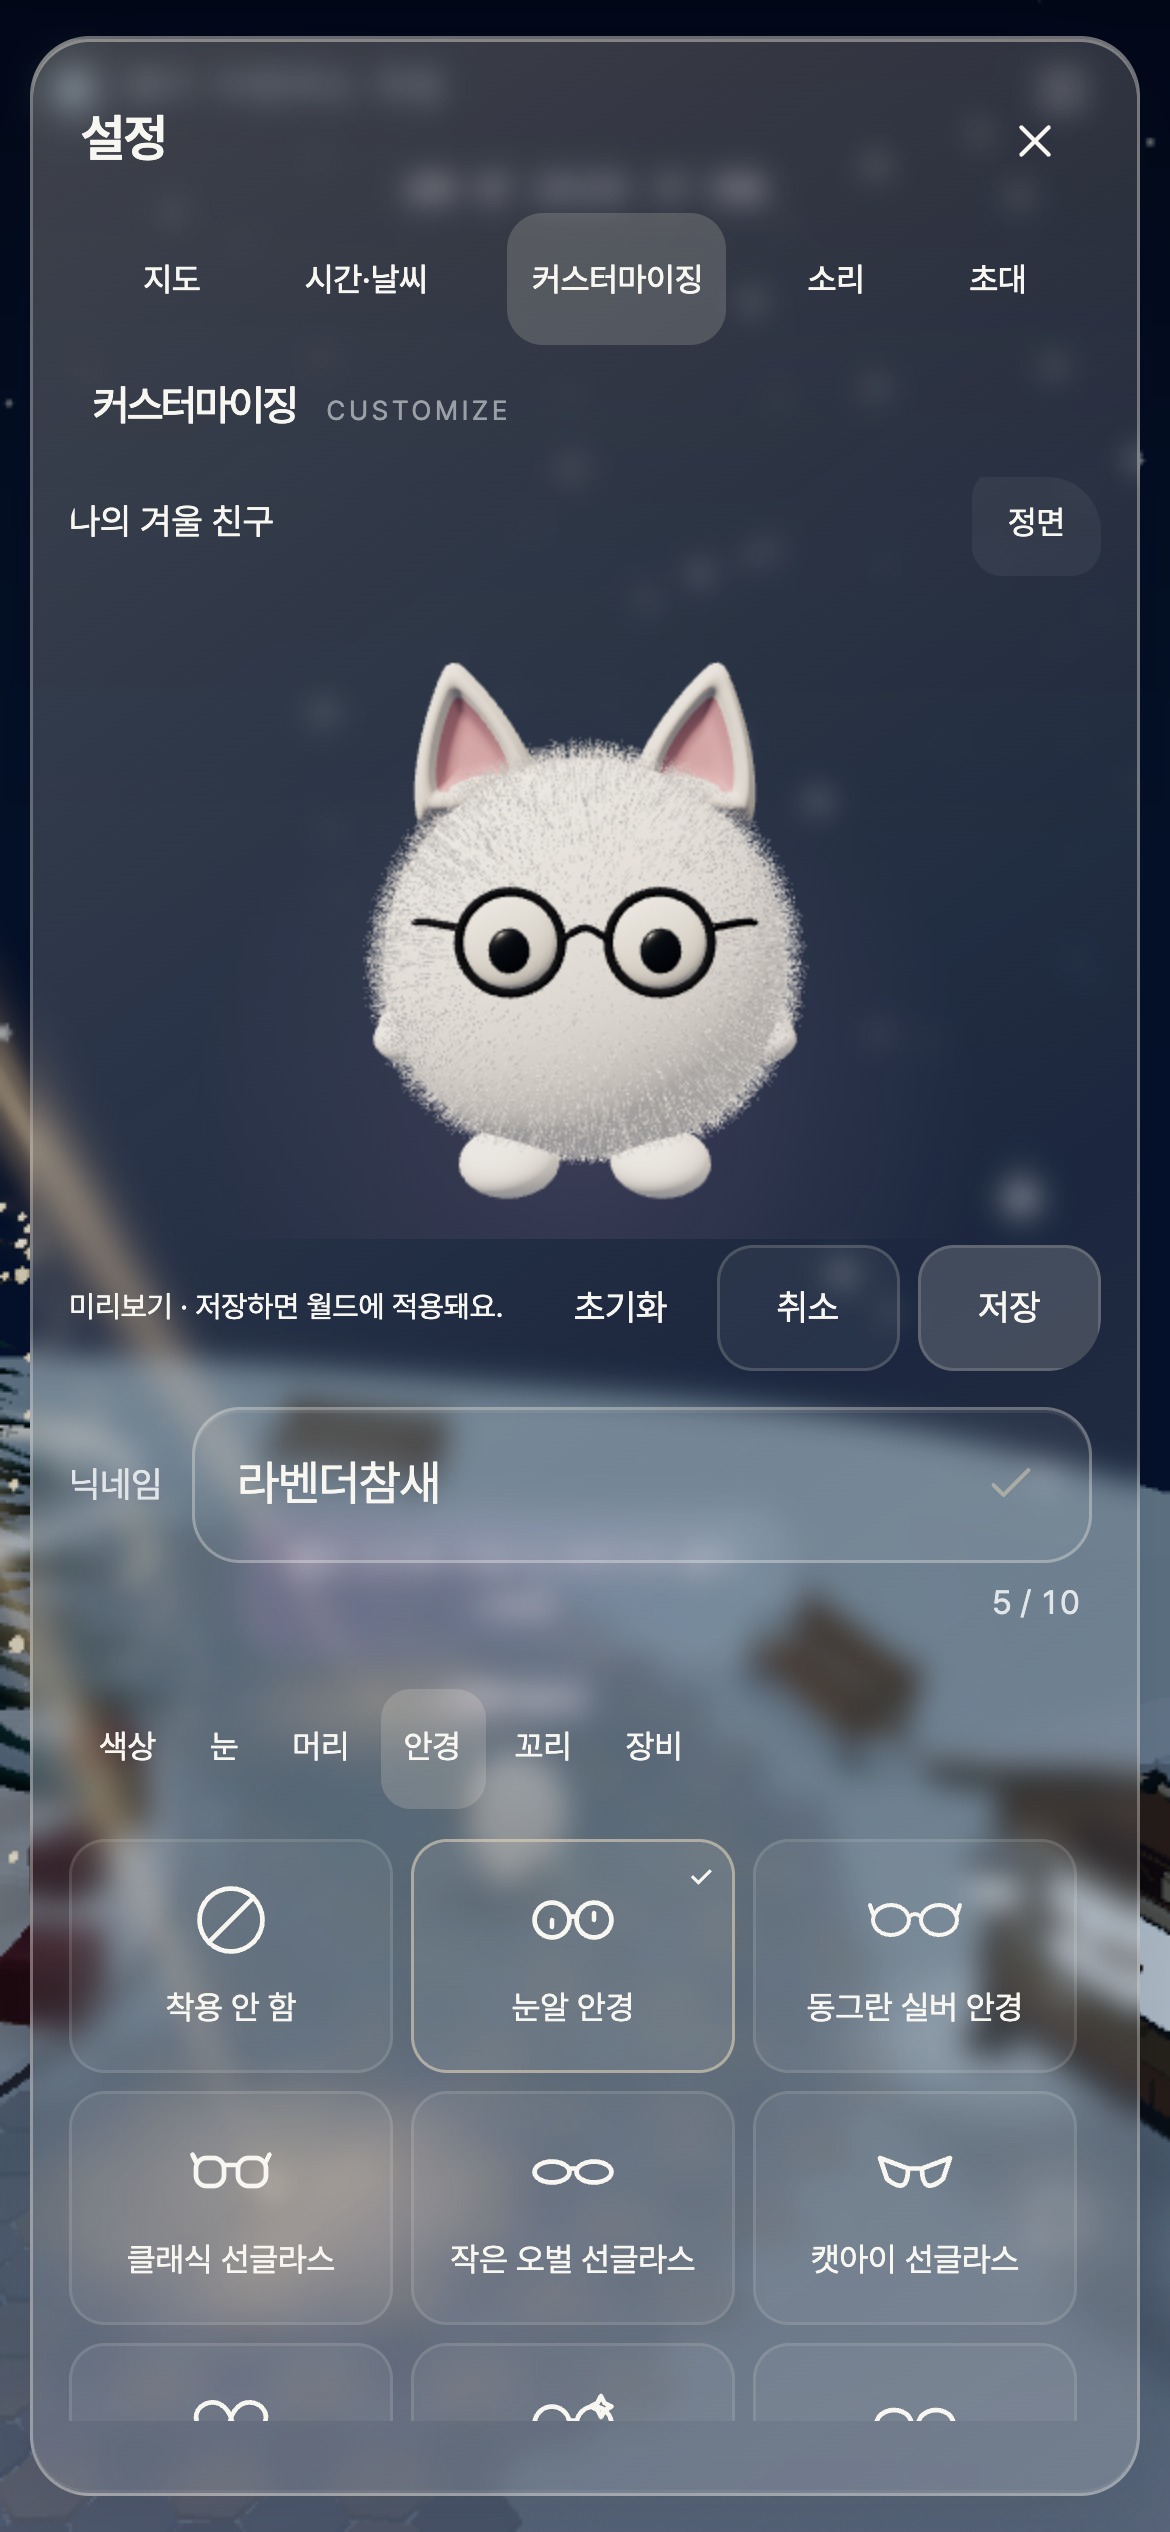 설정
지도 시간·날씨 커스터마이징 소리 초대
커스터마이징 CUSTOMIZE
나의 겨울 친구 정면
미리보기 · 저장하면 월드에 적용돼요. 초기화 취소 저장
닉네임 라벤더참새
5 / 10
색상 눈 머리 안경 꼬리 장비
착용 안 함 눈알 안경 동그란 실버 안경
클래식 선글라스 작은 오벌 선글라스 캣아이 선글라스